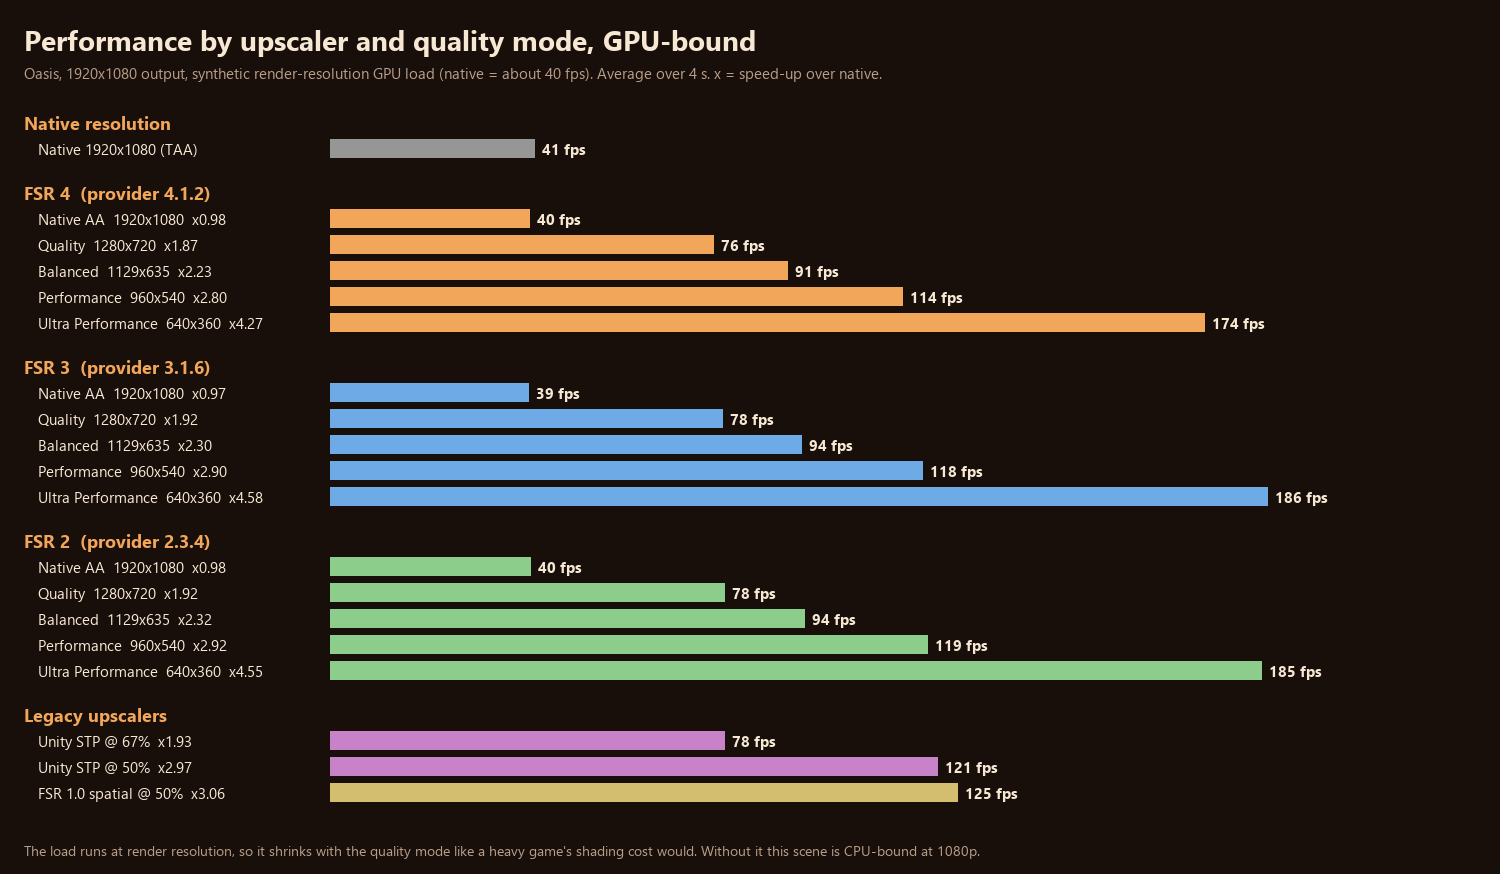 Performance by upscaler and quality mode, GPU-bound
Oasis, 1920x1080 output, synthetic render-resolution GPU load (native = about 40 fps). Average over 4 s. x = speed-up over native.
Native resolution
Native 1920x1080 (TAA) 41 fps
FSR 4 (provider 4.1.2)
Native AA 1920x1080 x0.98 40 fps
Quality 1280x720 x1.87 76 fps
Balanced 1129x635 x2.23 91 fps
Performance 960x540 x2.80 114 fps
Ultra Performance 640x360 x4.27 174 fps
FSR 3 (provider 3.1.6)
Native AA 1920x1080 x0.97 39 fps
Quality 1280x720 x1.92 78 fps
Balanced 1129x635 x2.30 94 fps
Performance 960x540 x2.90 118 fps
Ultra Performance 640x360 x4.58 186 fps
FSR 2 (provider 2.3.4)
Native AA 1920x1080 x0.98 40 fps
Quality 1280x720 x1.92 78 fps
Balanced 1129x635 x2.32 94 fps
Performance 960x540 x2.92 119 fps
Ultra Performance 640x360 x4.55 185 fps
Legacy upscalers
Unity STP @ 67% x1.93 78 fps
Unity STP @ 50% x2.97 121 fps
FSR 1.0 spatial @ 50% x3.06 125 fps
The load runs at render resolution, so it shrinks with the quality mode like a heavy game's shading cost would. Without it this scene is CPU-bound at 1080p.